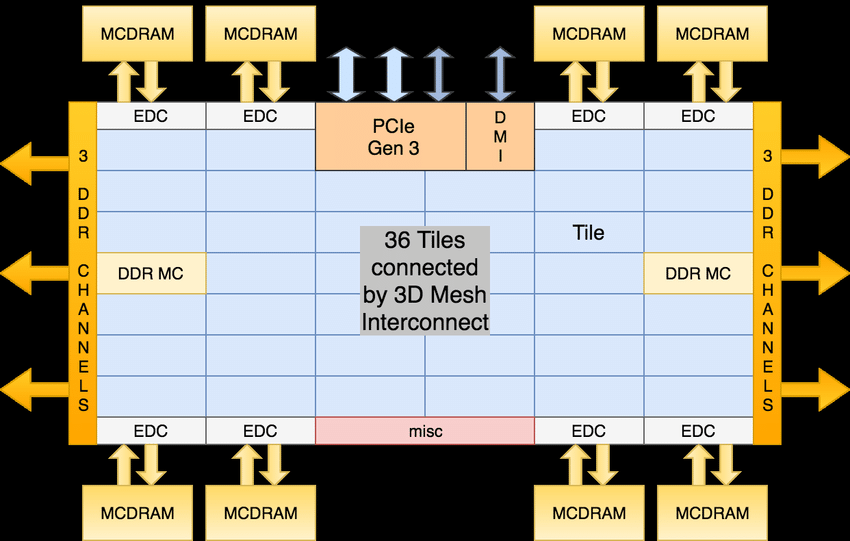 MCDRAM
MCDRAM
MCDRAM
MCDRAM
EDC
EDC
PCIe
Gen 3
D
M
I
EDC
EDC
3
D
D
R
C
H
A
N
N
E
L
S
3
D
D
R
C
H
A
N
N
E
L
S
Tile
36 Tiles
connected
by 3D Mesh
Interconnect
DDR MC
DDR MC
EDC
EDC
misc
EDC
EDC
MCDRAM
MCDRAM
MCDRAM
MCDRAM